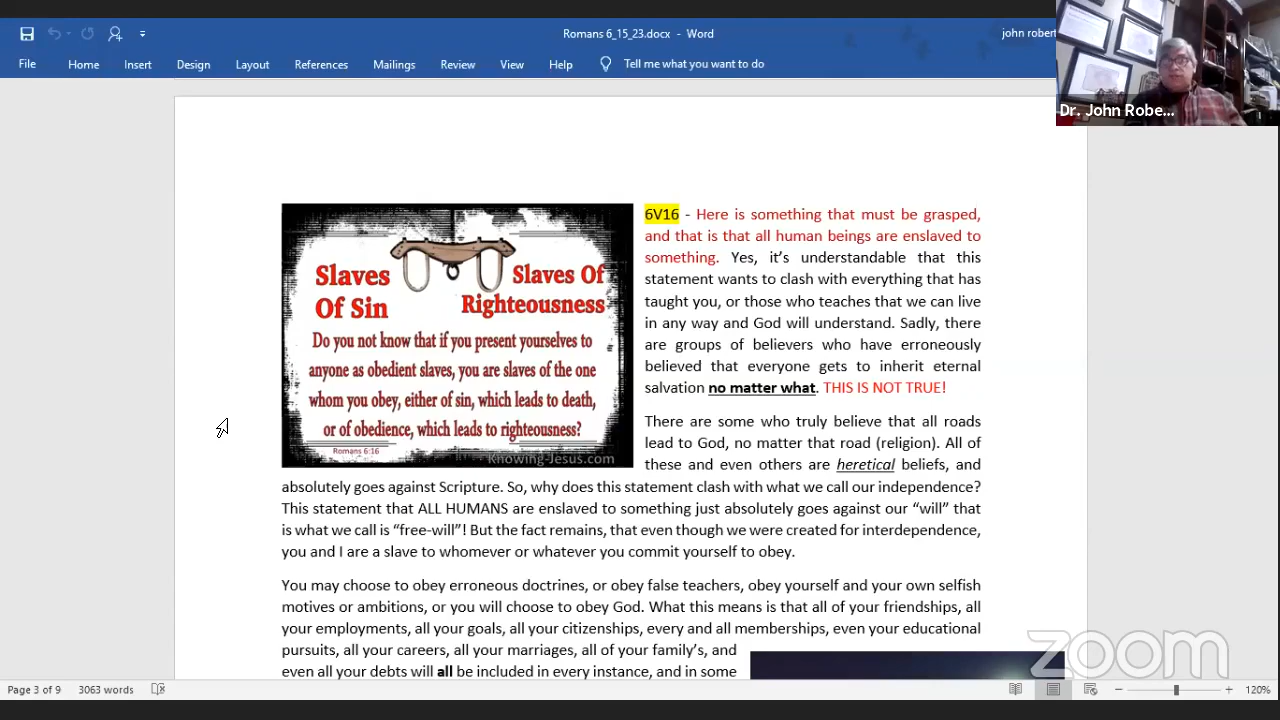 Romans 6_15_23.docx - Word
john robert
File Home Insert Design Layout References Mailings Review View Help Tell me what you want to do
Dr. John Robe...
Slaves Of Sin
Slaves Of Righteousness
Do you not know that if you present yourselves to
anyone as obedient slaves, you are slaves of the one
whom you obey, either of sin, which leads to death,
or of obedience, which leads to righteousness?
Romans 6:16
Knowing-Jesus.com
6V16 - Here is something that must be grasped,
and that is that all human beings are enslaved to
something. Yes, it’s understandable that this
statement wants to clash with everything that has
taught you, or those who teaches that we can live
in any way and God will understand. Sadly, there
are groups of believers who have erroneously
believed that everyone gets to inherit eternal
salvation no matter what. THIS IS NOT TRUE!
There are some who truly believe that all roads
lead to God, no matter that road (religion). All of
these and even others are heretical beliefs, and
absolutely goes against Scripture. So, why does this statement clash with what we call our independence?
This statement that ALL HUMANS are enslaved to something just absolutely goes against our “will” that
is what we call is “free-will”! But the fact remains, that even though we were created for interdependence,
you and I are a slave to whomever or whatever you commit yourself to obey.
You may choose to obey erroneous doctrines, or obey false teachers, obey yourself and your own selfish
motives or ambitions, or you will choose to obey God. What this means is that all of your friendships, all
your employments, all your goals, all your citizenships, every and all memberships, even your educational
pursuits, all your careers, all your marriages, all of your family’s, and
even all your debts will all be included in every instance, and in some
zoom
Page 3 of 9 3063 words
120%